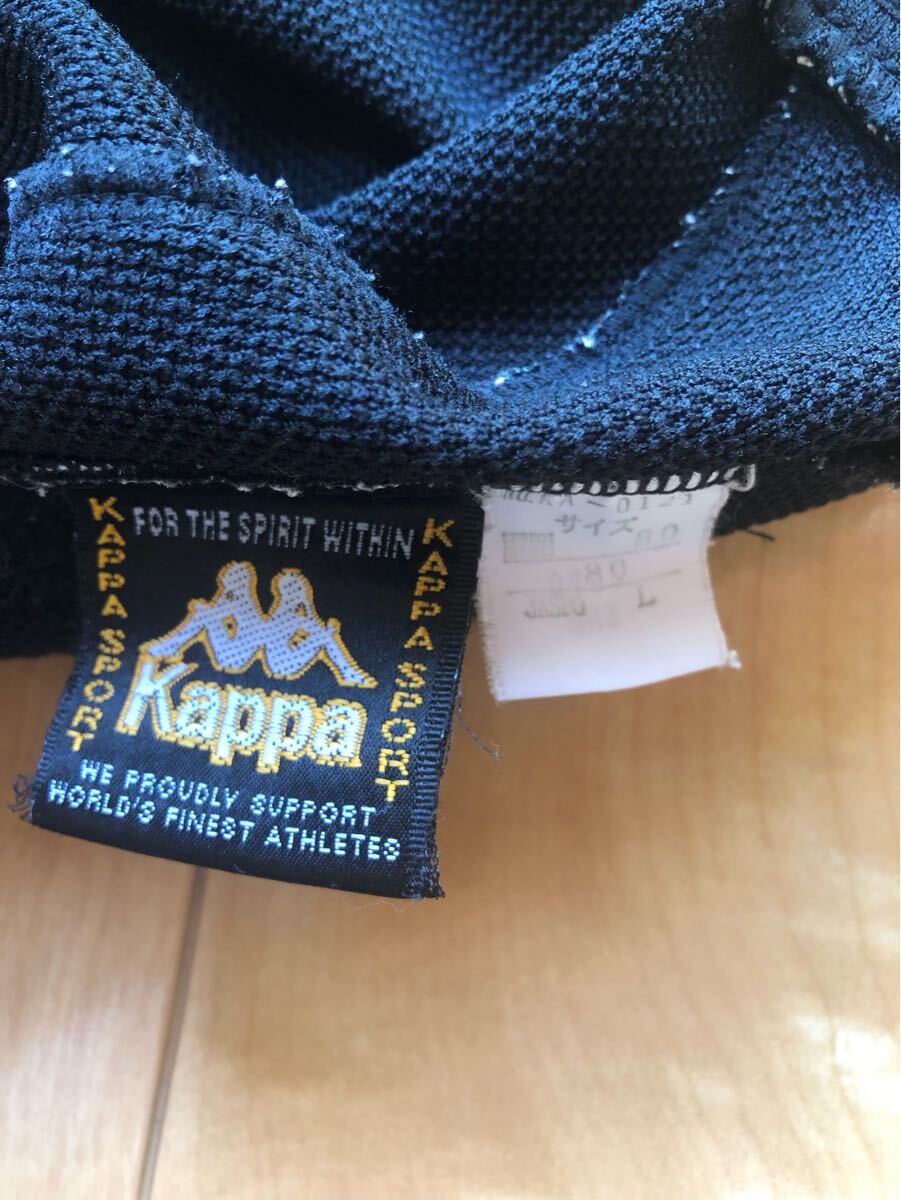 FOR THE SPIRIT WITHIN
KAPPA SPORT
Kappa
KAPPA SPORT
WE PROUDLY SUPPORT
WORLD'S FINEST ATHLETES
サイズ